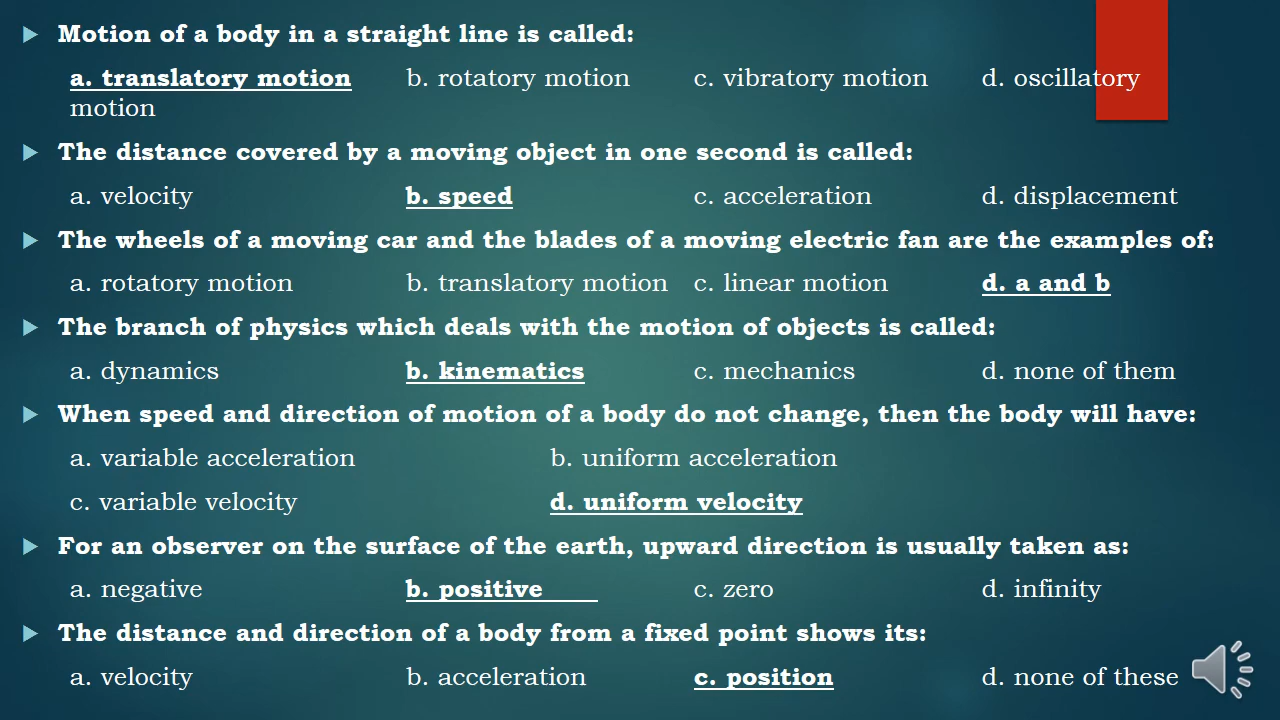 Motion of a body in a straight line is called:
a. translatory motion b. rotatory motion c. vibratory motion d. oscillatory
motion
The distance covered by a moving object in one second is called:
a. velocity b. speed c. acceleration d. displacement
The wheels of a moving car and the blades of a moving electric fan are the examples of:
a. rotatory motion b. translatory motion c. linear motion d. a and b
The branch of physics which deals with the motion of objects is called:
a. dynamics b. kinematics c. mechanics d. none of them
When speed and direction of motion of a body do not change, then the body will have:
a. variable acceleration b. uniform acceleration
c. variable velocity d. uniform velocity
For an observer on the surface of the earth, upward direction is usually taken as:
a. negative b. positive c. zero d. infinity
The distance and direction of a body from a fixed point shows its:
a. velocity b. acceleration c. position d. none of these